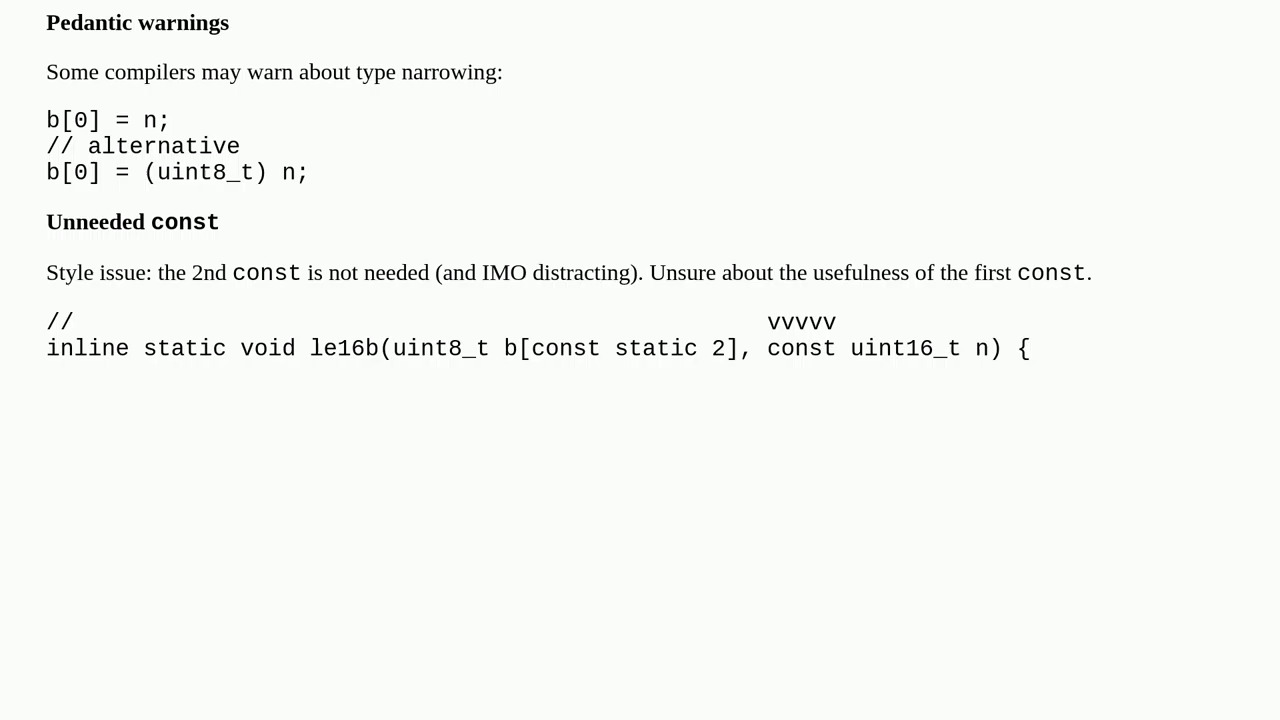 Pedantic warnings
Some compilers may warn about type narrowing:
b[0] = n;
// alternative
b[0] = (uint8_t) n;
Unneeded const
Style issue: the 2nd const is not needed (and IMO distracting). Unsure about the usefulness of the first const.
//                                                  vvvvv
inline static void le16b(uint8_t b[const static 2], const uint16_t n) {